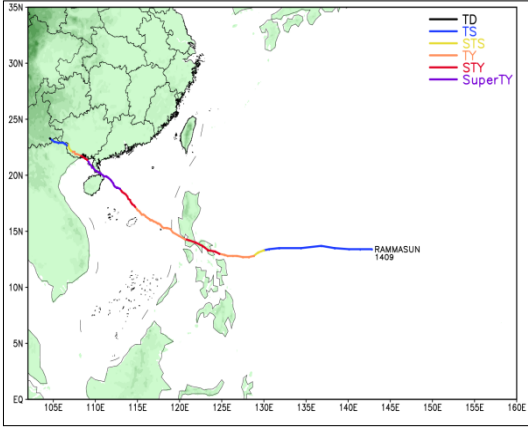 35N
30N
25N
20N
15N
10N
5N
EQ
105E 110E 115E 120E 125E 130E 135E 140E 145E 150E 155E 160E
TD
TS
STS
TY
STY
SuperTY
RAMMASUN
1409